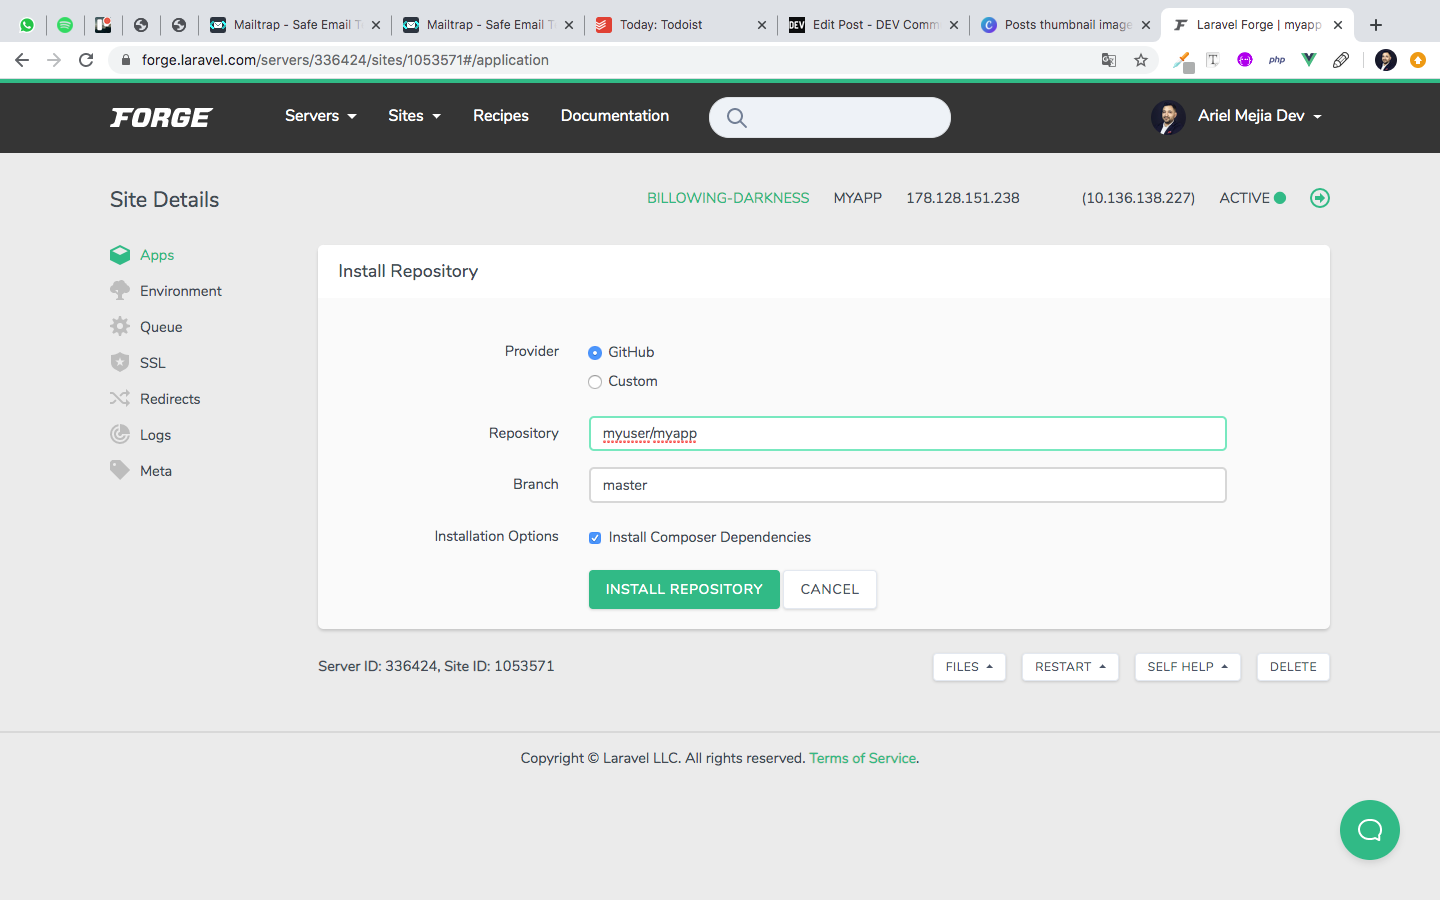 Mailtrap - Safe Email T
Mailtrap - Safe Email T
Today: Todoist
DEV
Edit Post - DEV Comm
C
Posts thumbnail image
Laravel Forge | myapp
forge.laravel.com/servers/336424/sites/1053571#/application
php
FORGE
Servers
Sites
Recipes
Documentation
Ariel Mejia Dev
Site Details
BILLOWING-DARKNESS
MYAPP
178.128.151.238
(10.136.138.227)
ACTIVE
Apps
Environment
Queue
SSL
Redirects
Logs
Meta
Install Repository
Provider
GitHub
Custom
Repository
myuser/myapp
Branch
master
Installation Options
Install Composer Dependencies
INSTALL REPOSITORY
CANCEL
Server ID: 336424, Site ID: 1053571
FILES
RESTART
SELF HELP
DELETE
Copyright © Laravel LLC. All rights reserved. Terms of Service.